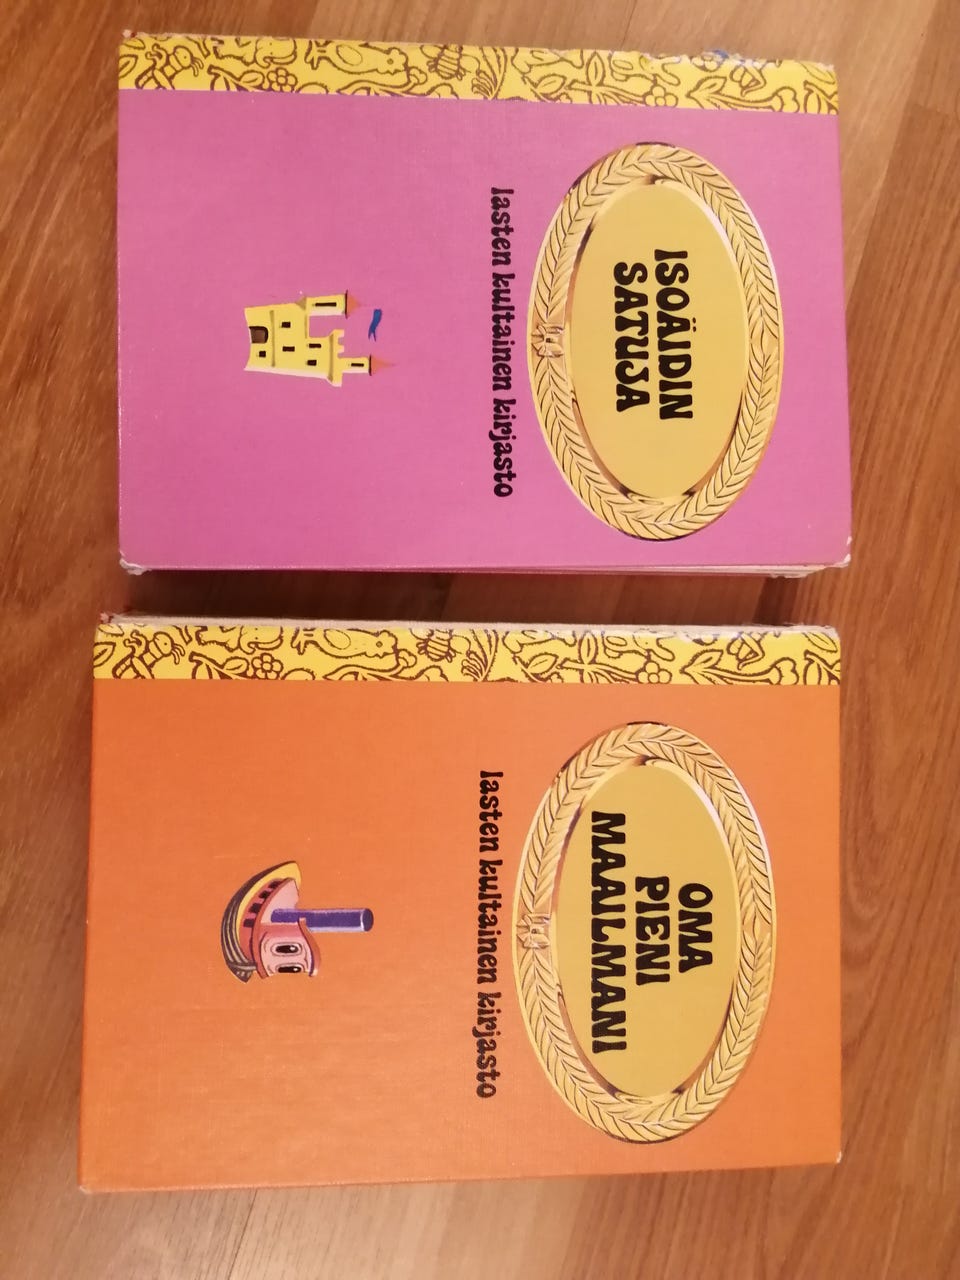 ISOÄIDIN
SATUJA
lasten kultainen kirjasto
OMA
PIENI
MAAILMANI
lasten kultainen kirjasto